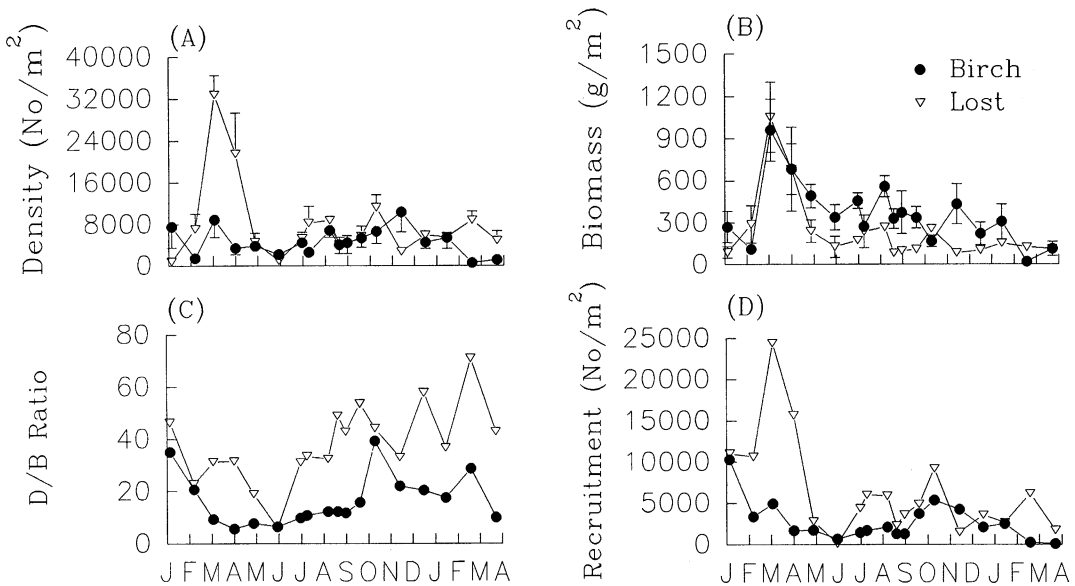 (A)
Density (No/m²)
40000
32000
24000
16000
8000
0
(B)
Biomass (g/m²)
1500
1200
900
600
300
0
Birch
Lost
(C)
D/B Ratio
80
60
40
20
0
J F M A M J J A S O N D J F M A
(D)
Recruitment (No/m²)
25000
20000
15000
10000
5000
0
J F M A M J J A S O N D J F M A